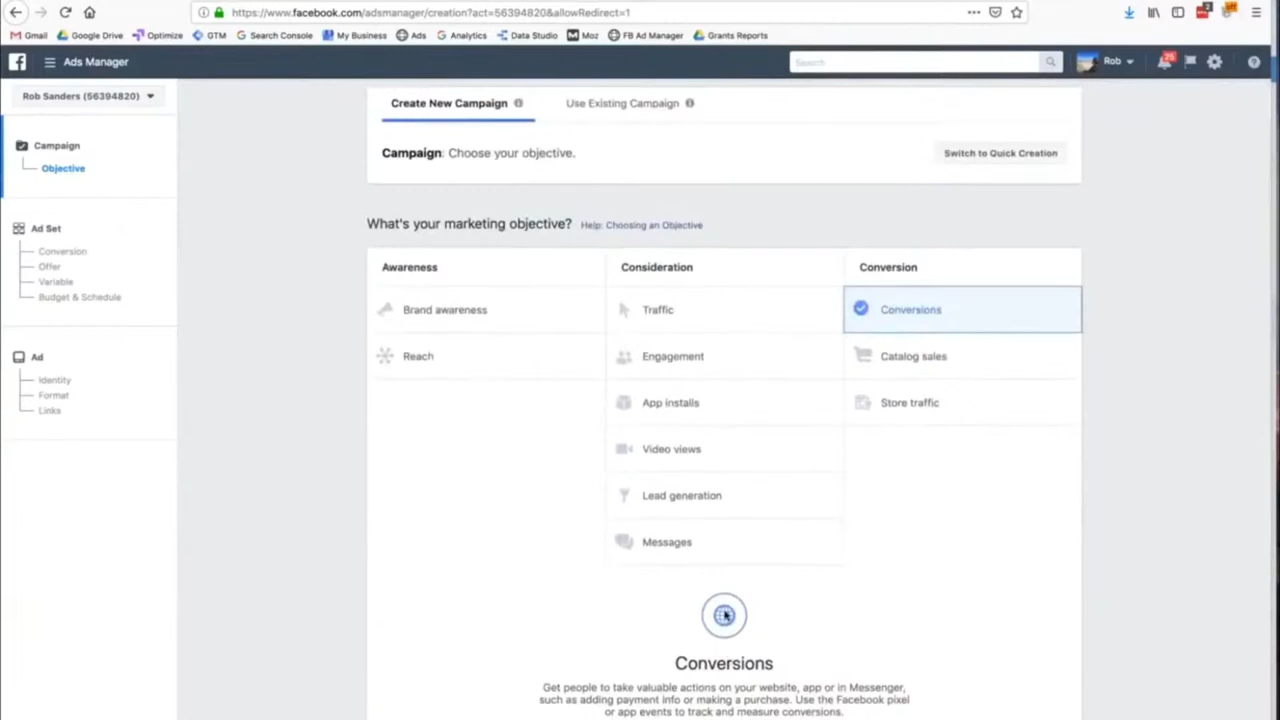 https://www.facebook.com/adsmanager/creation?act=56394820&allowRedirect=1
Gmail Google Drive Optimize GTM Search Console My Business Ads Analytics Data Studio Moz FB Ad Manager Grants Reports
Ads Manager Search Rob 25
Rob Sanders (56394820)
Campaign
Objective
Ad Set
Conversion
Offer
Variable
Budget & Schedule
Ad
Identity
Format
Links
Create New Campaign Use Existing Campaign
Campaign: Choose your objective. Switch to Quick Creation
What's your marketing objective? Help: Choosing an Objective
Awareness Consideration Conversion
Brand awareness Traffic Conversions
Reach Engagement Catalog sales
App installs Store traffic
Video views
Lead generation
Messages
Conversions
Get people to take valuable actions on your website, app or in Messenger,
such as adding payment info or making a purchase. Use the Facebook pixel
or app events to track and measure conversions.